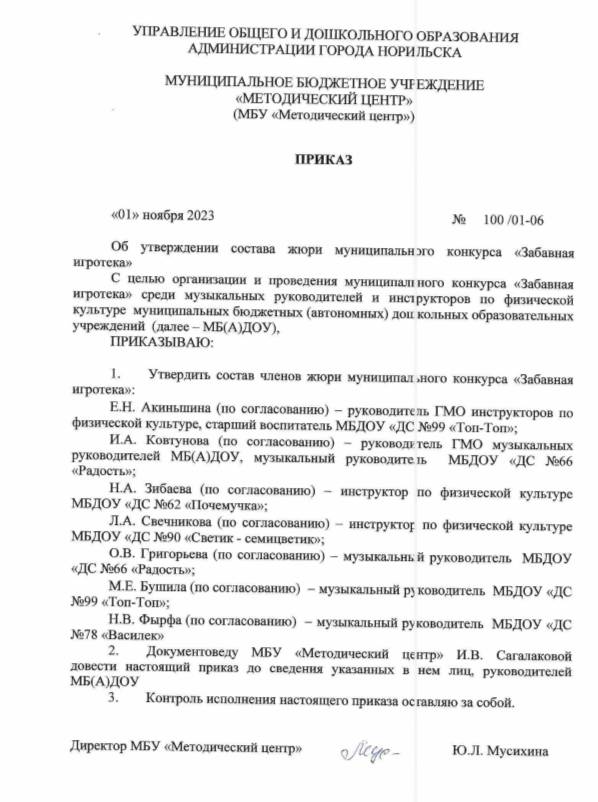 УПРАВЛЕНИЕ ОБЩЕГО И ДОШКОЛЬНОГО ОБРАЗОВАНИЯ
АДМИНИСТРАЦИИ ГОРОДА НОРИЛЬСКА
МУНИЦИПАЛЬНОЕ БЮДЖЕТНОЕ УЧРЕЖДЕНИЕ
«МЕТОДИЧЕСКИЙ ЦЕНТР»
(МБУ «Методический центр»)
ПРИКАЗ
«01» ноября 2023 № 100 /01-06
Об утверждении состава жюри муниципального конкурса «Забавная
игротека»
С целью организации и проведения муниципального конкурса «Забавная
игротека» среди музыкальных руководителей и инструкторов по физической
культуре муниципальных бюджетных (автономных) дошкольных образовательных
учреждений (далее – МБ(А)ДОУ),
ПРИКАЗЫВАЮ:
1. Утвердить состав членов жюри муниципального конкурса «Забавная
игротека»:
Е.Н. Акиньшина (по согласованию) – руководитель ГМО инструкторов по
физической культуре, старший воспитатель МБДОУ «ДС №99 «Топ-Топ»;
И.А. Ковтунова (по согласованию) – руководитель ГМО музыкальных
руководителей МБ(А)ДОУ, музыкальный руководитель МБДОУ «ДС №66
«Радость»;
Н.А. Зибаева (по согласованию) – инструктор по физической культуре
МБДОУ «ДС №62 «Почемучка»;
Л.А. Свечникова (по согласованию) – инструктор по физической культуре
МБДОУ «ДС №90 «Светик - семицветик»;
О.В. Григорьева (по согласованию) – музыкальный руководитель МБДОУ
«ДС №66 «Радость»;
М.Е. Бушила (по согласованию) – музыкальный руководитель МБДОУ «ДС
№99 «Топ-Топ»;
Н.В. Фырфа (по согласованию) – музыкальный руководитель МБДОУ «ДС
№78 «Василек»
2. Документоведу МБУ «Методический центр» И.В. Сагалаковой
довести настоящий приказ до сведения указанных в нем лиц, руководителей
МБ(А)ДОУ
3. Контроль исполнения настоящего приказа оставляю за собой.
Директор МБУ «Методический центр» Ю.Л. Мусихина